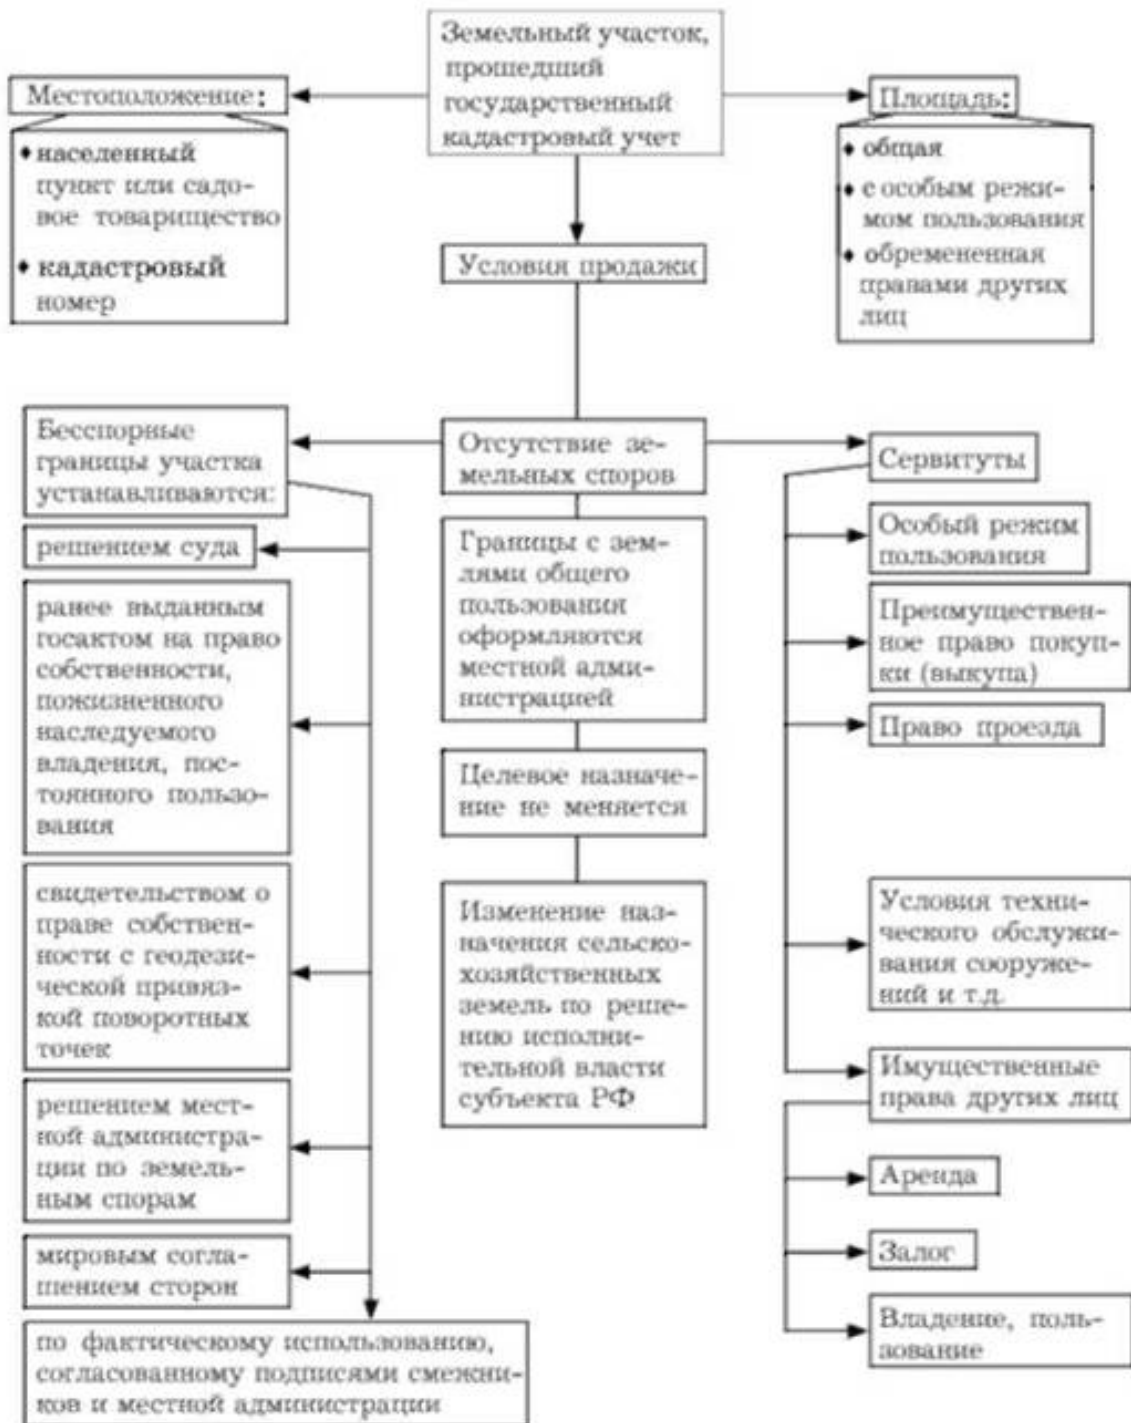 Земельный участок,
прошедший
государственный
кадастровый учет
Местоположение:
♦ населенный
пункт или садо-
вое товарищество
♦ кадастровый
номер
Площадь:
♦ общая
♦ с особым режи-
мом пользования
♦ обремененная
правами других
лиц
Условия продажи
Бесспорные
границы участка
устанавливаются:
решением суда
ранее выданным
госактом на право
собственности,
пожизненного
наследуемого
владения, пос-
тоянного пользо-
вания
свидетельством о
праве собствен-
ности с геодези-
ческой привяз-
кой поворотных
точек
решением мест-
ной администра-
ции по земель-
ным спорам
мировым согла-
шением сторон
по фактическому использованию,
согласованному подписями смежни-
ков и местной администрации
Отсутствие зе-
мельных споров
Границы с зем-
лями общего
пользования
оформляются
местной адми-
нистрацией
Целевое назначе-
ние не меняется
Изменение наз-
начения сельско-
хозяйственных
земель по реше-
нию исполни-
тельной власти
субъекта РФ
Сервитуты
Особый режим
пользования
Преимуществен-
ное право покуп-
ки (выкупа)
Право проезда
Условия техни-
ческого обслужи-
вания сооруже-
ний и т.д.
Имущественные
права других лиц
Аренда
Залог
Владение, поль-
зование